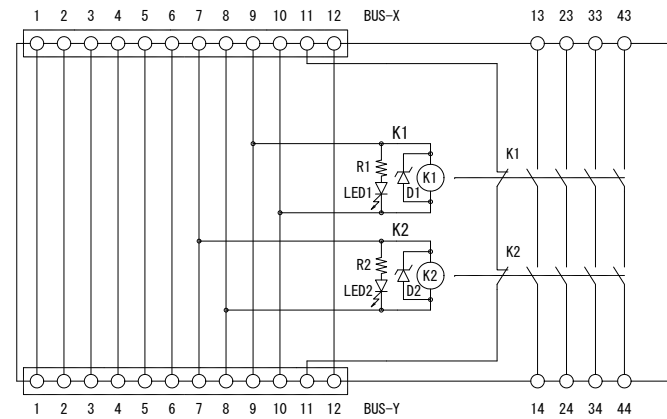 1 2 3 4 5 6 7 8 9 10 11 12 BUS-X 13 23 33 43
K1
K1
R1
K1
LED1 D1
K2
K2
R2
K2
LED2 D2
1 2 3 4 5 6 7 8 9 10 11 12 BUS-Y 14 24 34 44